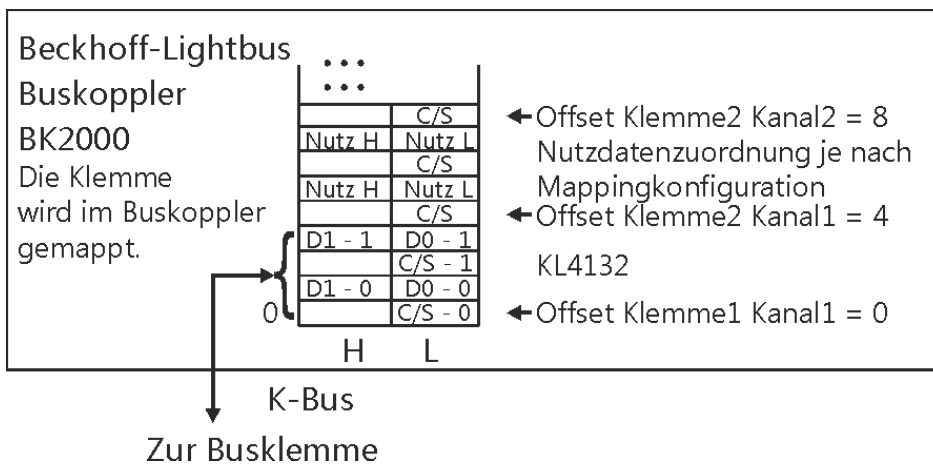 Beckhoff-Lightbus
Buskoppler
BK2000
Die Klemme
wird im Buskoppler
gemappt.
...
...
C/S
Nutz H Nutz L
C/S
Nutz H Nutz L
C/S
D1 - 1 D0 - 1
C/S - 1
D1 - 0 D0 - 0
0 C/S - 0
H L
Offset Klemme2 Kanal2 = 8
Nutzdatenzuordnung je nach
Mappingkonfiguration
Offset Klemme2 Kanal1 = 4
KL4132
Offset Klemme1 Kanal1 = 0
K-Bus
Zur Busklemme